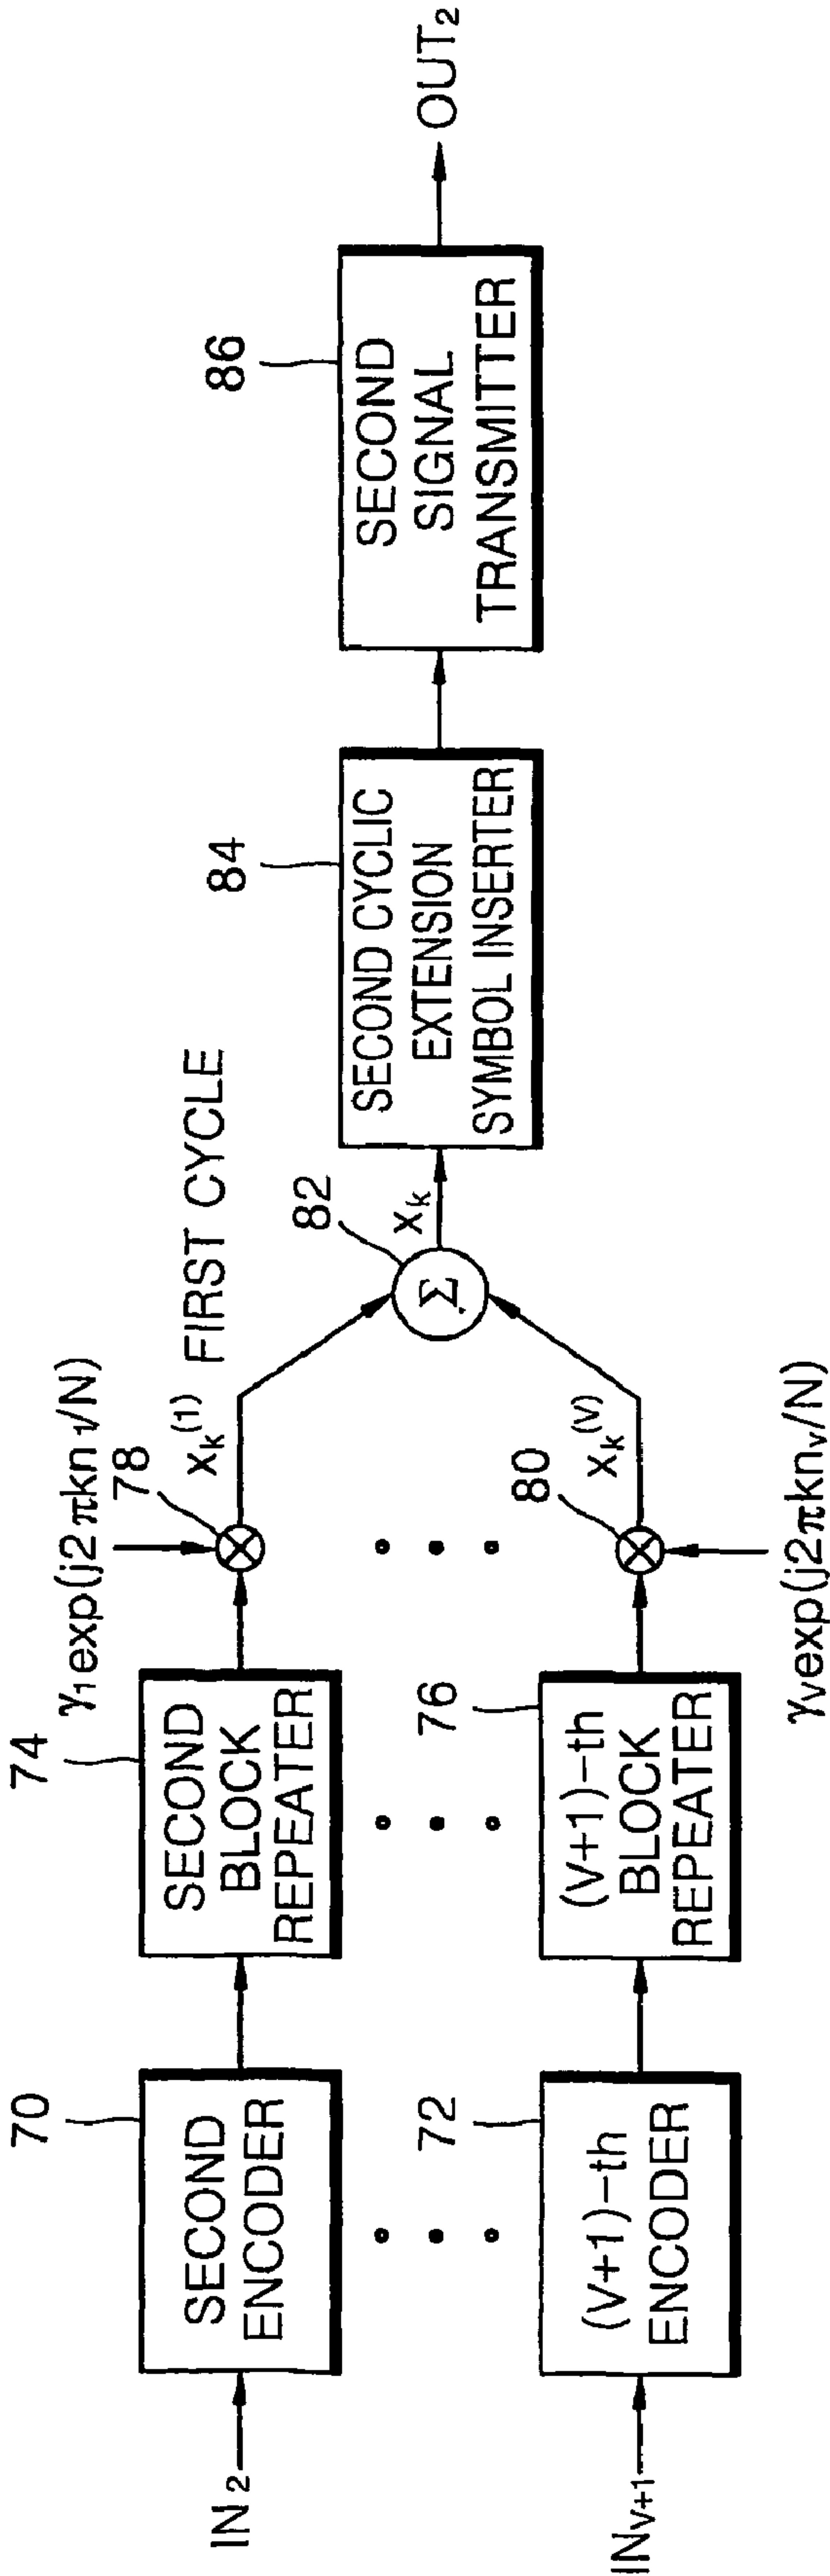 IN₂
70
SECOND
ENCODER
74
SECOND
BLOCK
REPEATER
γ₁exp(j2πkn₁/N)
78
xₖ⁽¹⁾
FIRST CYCLE
INᵥ₊₁
72
(V+1)-th
ENCODER
76
(V+1)-th
BLOCK
REPEATER
γᵥexp(j2πknᵥ/N)
80
xₖ⁽ⱽ⁾
82
Σ
xₖ
84
SECOND CYCLIC
EXTENSION
SYMBOL INSERTER
86
SECOND
SIGNAL
TRANSMITTER
OUT₂